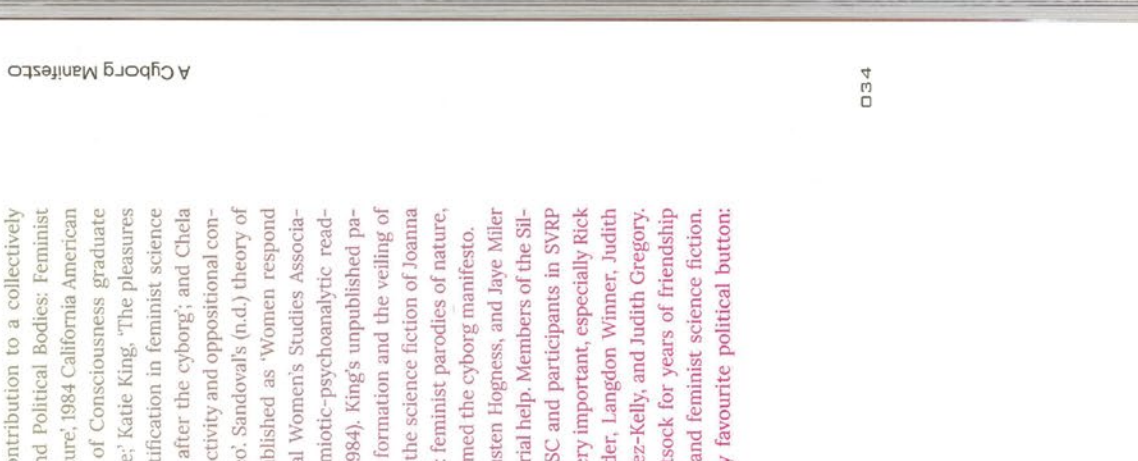 A Cyborg Manifesto
034
ontribution to a collectively
nd Political Bodies: Feminist
ure', 1984 California American
of Consciousness graduate
e;' Katie King, 'The pleasures
tification in feminist science
after the cyborg'; and Chela
ctivity and oppositional con-
o'. Sandoval's (n.d.) theory of
blished as 'Women respond
al Women's Studies Associa-
miotic-psychoanalytic read-
984). King's unpublished pa-
formation and the veiling of
the science fiction of Joanna
: feminist parodies of nature,
med the cyborg manifesto.
usten Hogness, and Jaye Miler
rial help. Members of the Sil-
SC and participants in SVRP
ery important, especially Rick
der, Langdon Winner, Judith
ez-Kelly, and Judith Gregory.
tsock for years of friendship
and feminist science fiction.
y favourite political button: